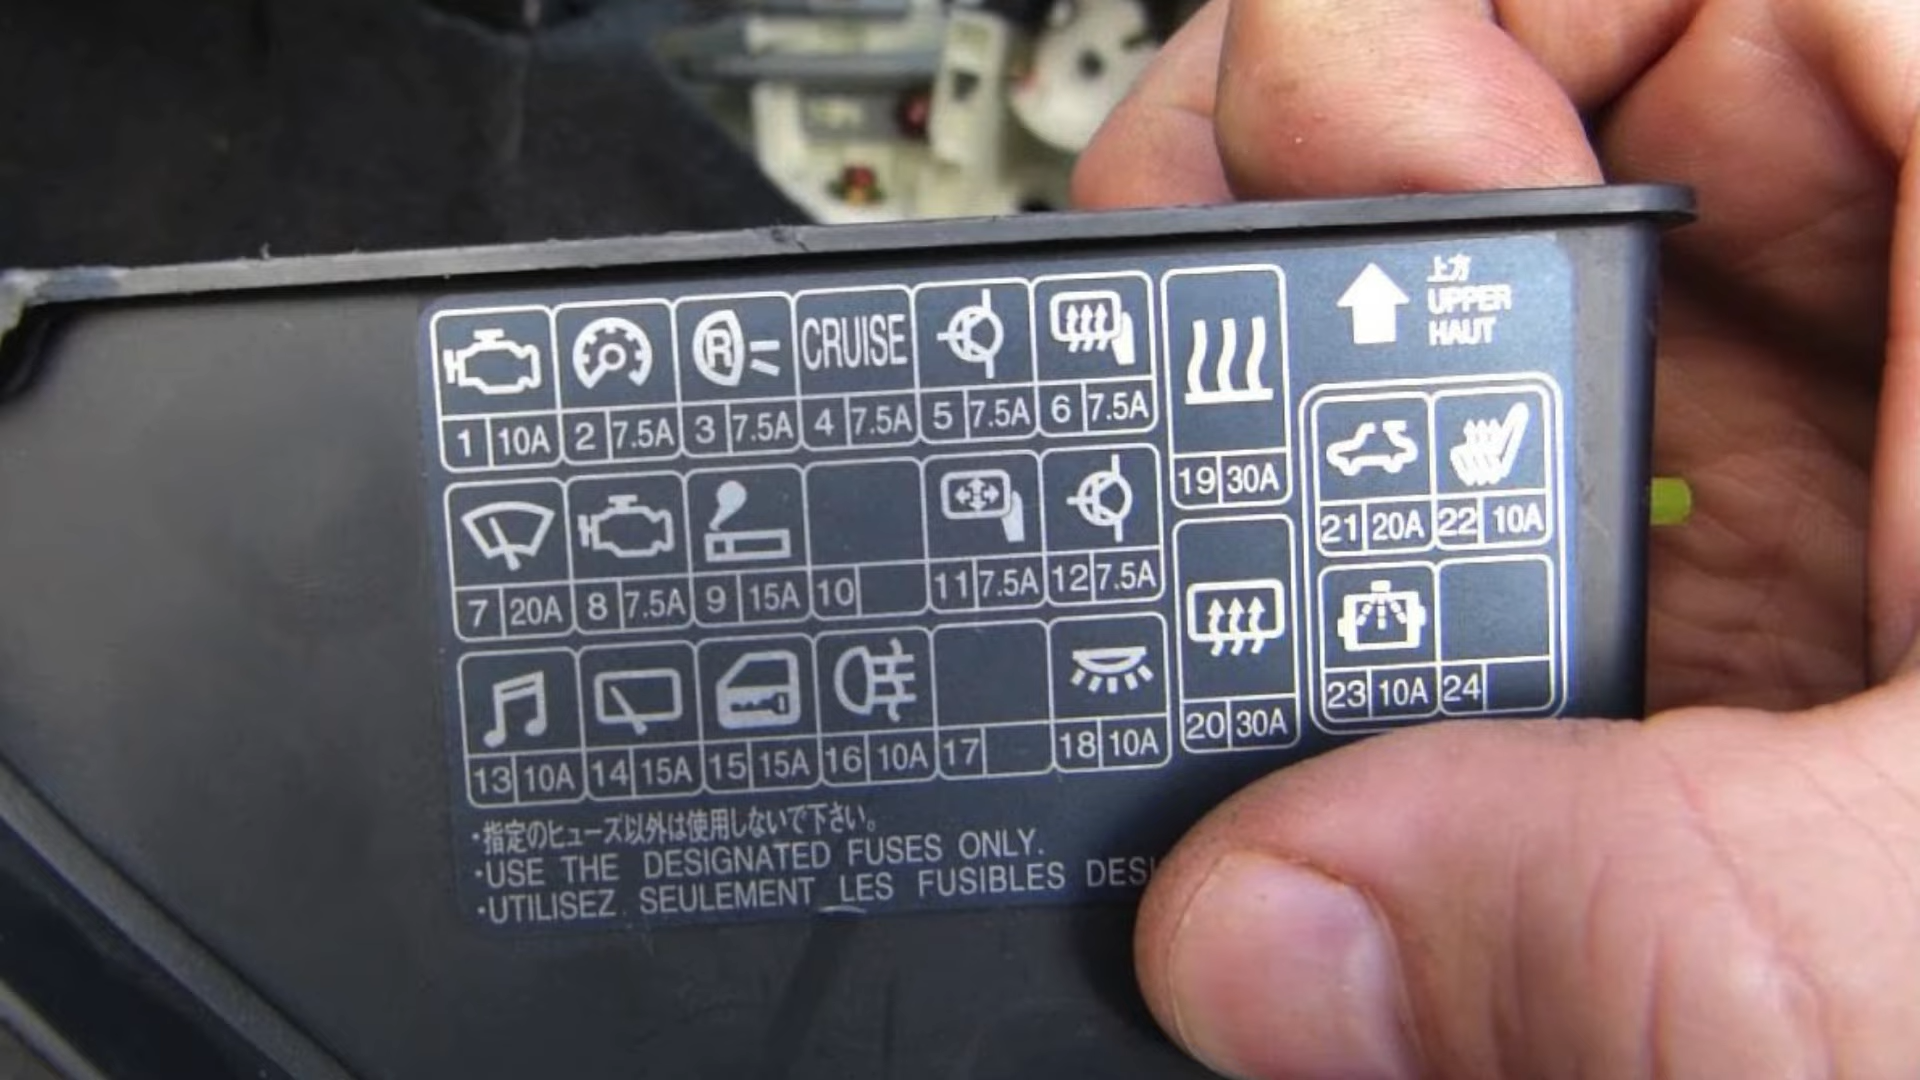 上方
UPPER
HAUT
R
CRUISE
1 10A 2 7.5A 3 7.5A 4 7.5A 5 7.5A 6 7.5A
19 30A
21 20A 22 10A
7 20A 8 7.5A 9 15A 10 11 7.5A 12 7.5A
20 30A
23 10A 24
13 10A 14 15A 15 15A 16 10A 17 18 10A
・指定のヒューズ以外は使用しないで下さい。
・USE THE DESIGNATED FUSES ONLY.
・UTILISEZ SEULEMENT LES FUSIBLES